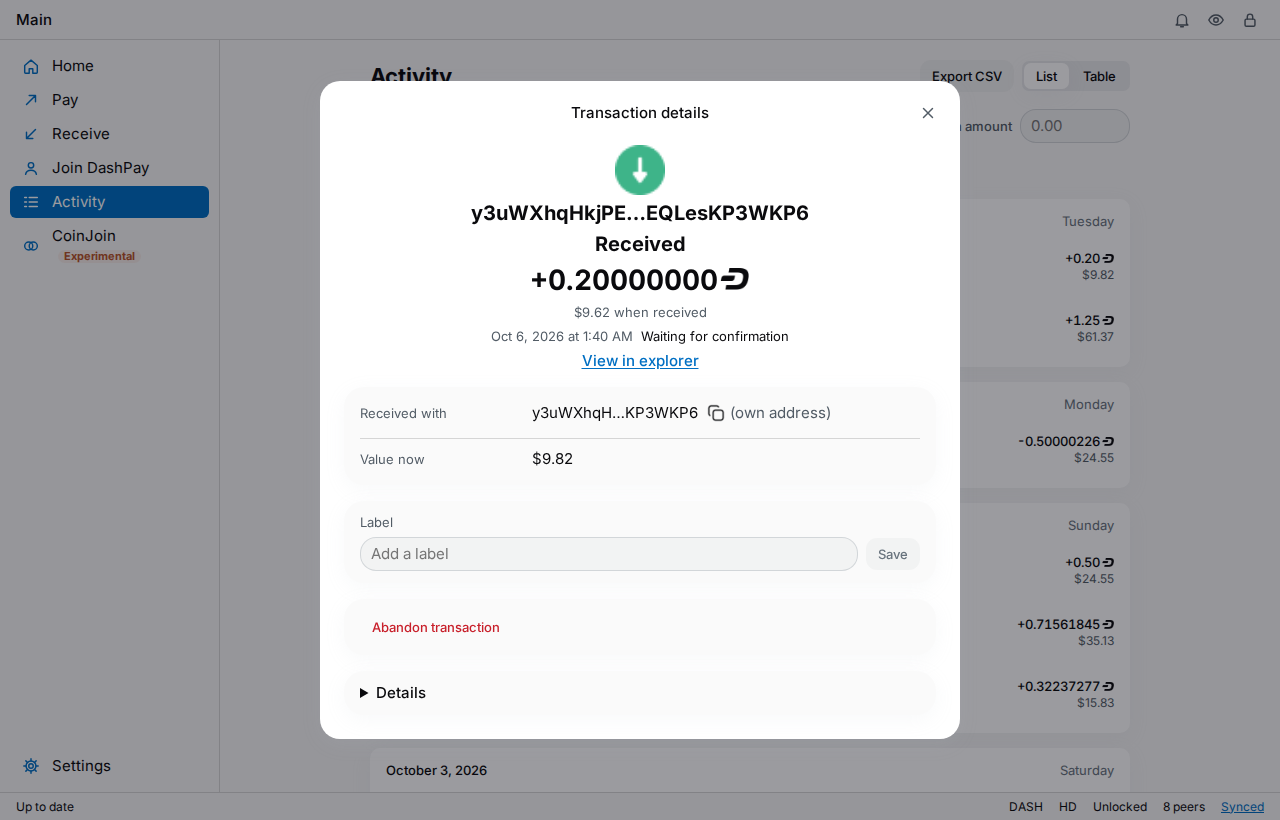 Main
Home
Pay
Receive
Join DashPay
Activity
CoinJoin
Experimental
Settings
Activity
Export CSV
List
Table
amount
0.00
Transaction details
y3uWXhqHkjPE...EQLesKP3WKP6
Received
+0.20000000
$9.62 when received
Oct 6, 2026 at 1:40 AM Waiting for confirmation
View in explorer
Received with y3uWXhqH...KP3WKP6 (own address)
Value now $9.82
Label
Add a label
Save
Abandon transaction
Details
Tuesday
+0.20
$9.82
+1.25
$61.37
Monday
-0.50000226
$24.55
Sunday
+0.50
$24.55
+0.71561845
$35.13
+0.32237277
$15.83
October 3, 2026
Saturday
Up to date
DASH HD Unlocked 8 peers Synced